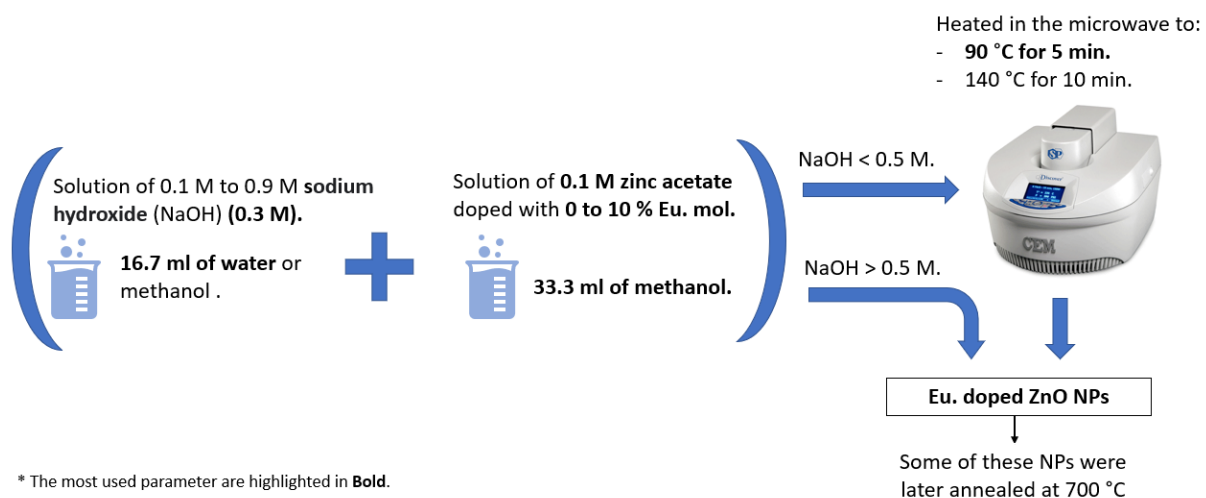 Heated in the microwave to:
- 90 °C for 5 min.
- 140 °C for 10 min.
Solution of 0.1 M to 0.9 M sodium
hydroxide (NaOH) (0.3 M).
16.7 ml of water or
methanol .
Solution of 0.1 M zinc acetate
doped with 0 to 10 % Eu. mol.
33.3 ml of methanol.
NaOH < 0.5 M.
NaOH > 0.5 M.
SP
Discover
CEM
Eu. doped ZnO NPs
Some of these NPs were
later annealed at 700 °C
* The most used parameter are highlighted in Bold.